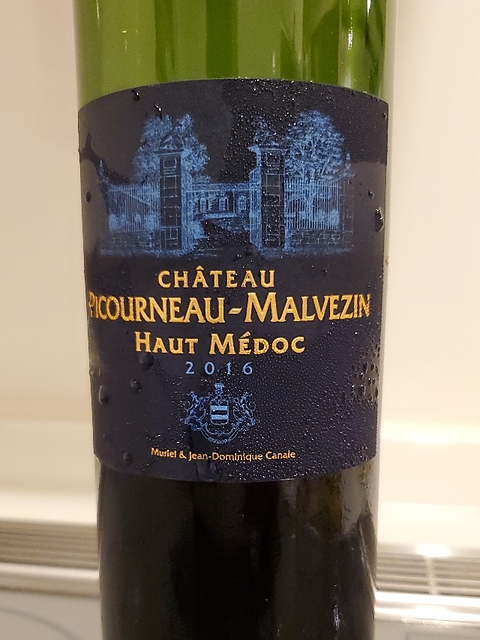 CHÂTEAU
PICOURNEAU-MALVEZIN
HAUT MÉDOC
2016
Muriel & Jean-Dominique Canale